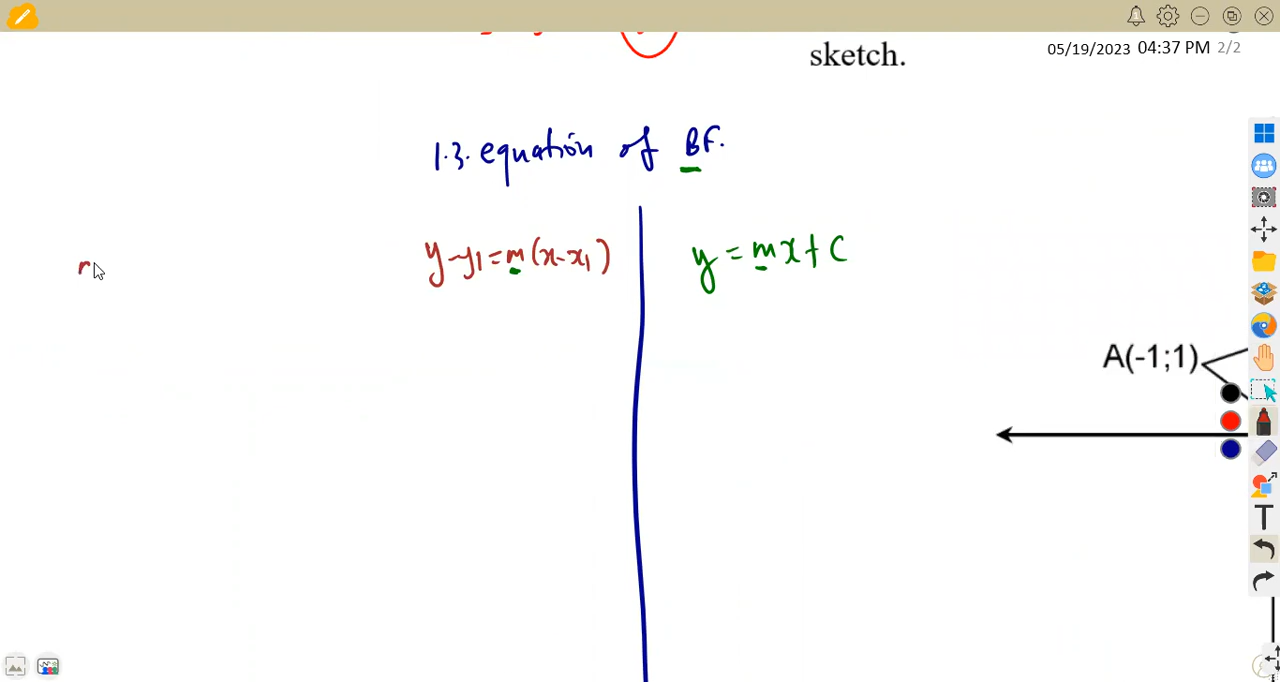 05/19/2023 04:37 PM 2/2
sketch.
1.3. equation of BF.
y-y₁=m(x-x₁)
y = mx+c
A(-1;1)
T